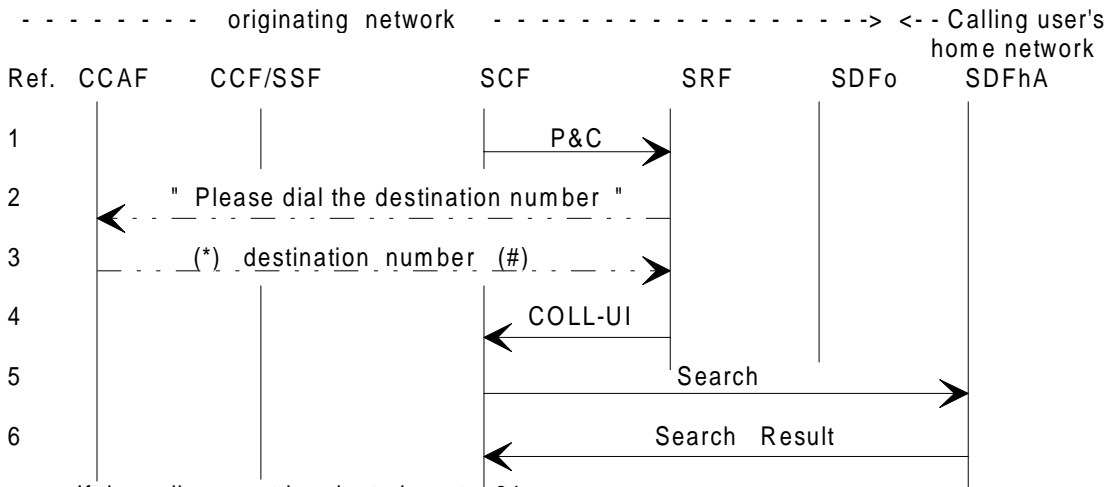 originating network - - Calling user's
home network
Ref. CCAF CCF/SSF SCF SRF SDFo SDFhA
1 P&C
2 " Please dial the destination number "
3 (*) destination number (#)
4 COLL-UI
5 Search
6 Search Result